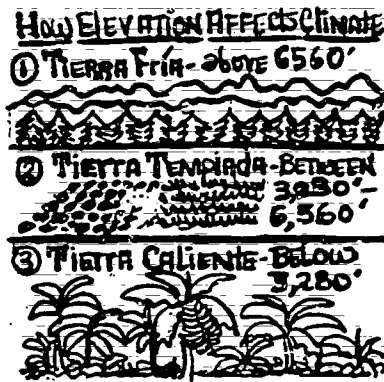 How Elevation Affects Climate
① Tierra Fría - above 6560'
② Tierra Templada - Between
3,280' -
6,560'
③ Tierra Caliente - Below
3,280'